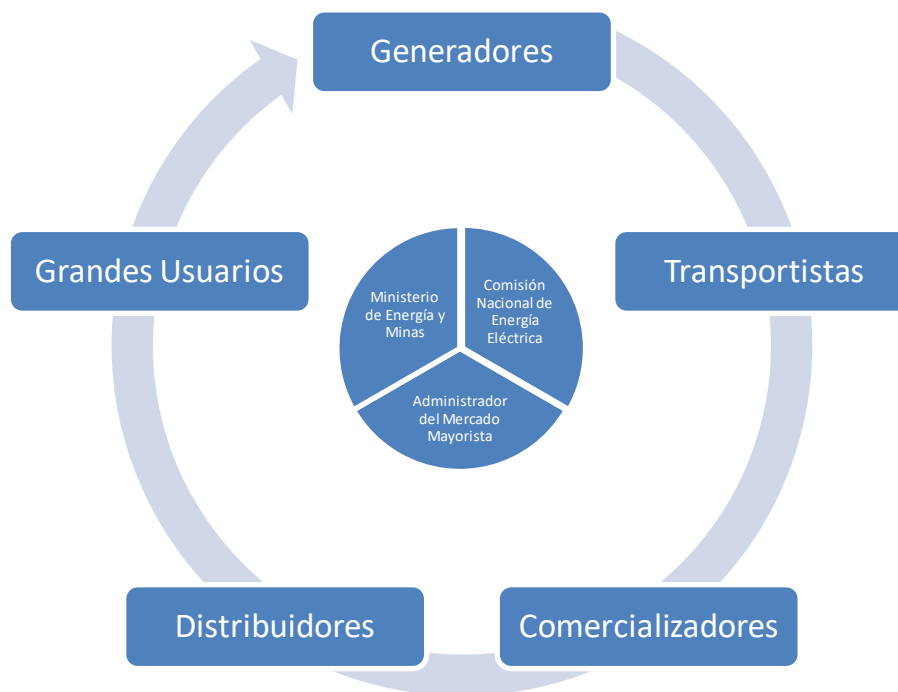 Generadores
Grandes Usuarios
Transportistas
Ministerio
de Energía y
Minas
Comisión
Nacional de
Energía
Eléctrica
Administrador
del Mercado
Mayorista
Distribuidores
Comercializadores